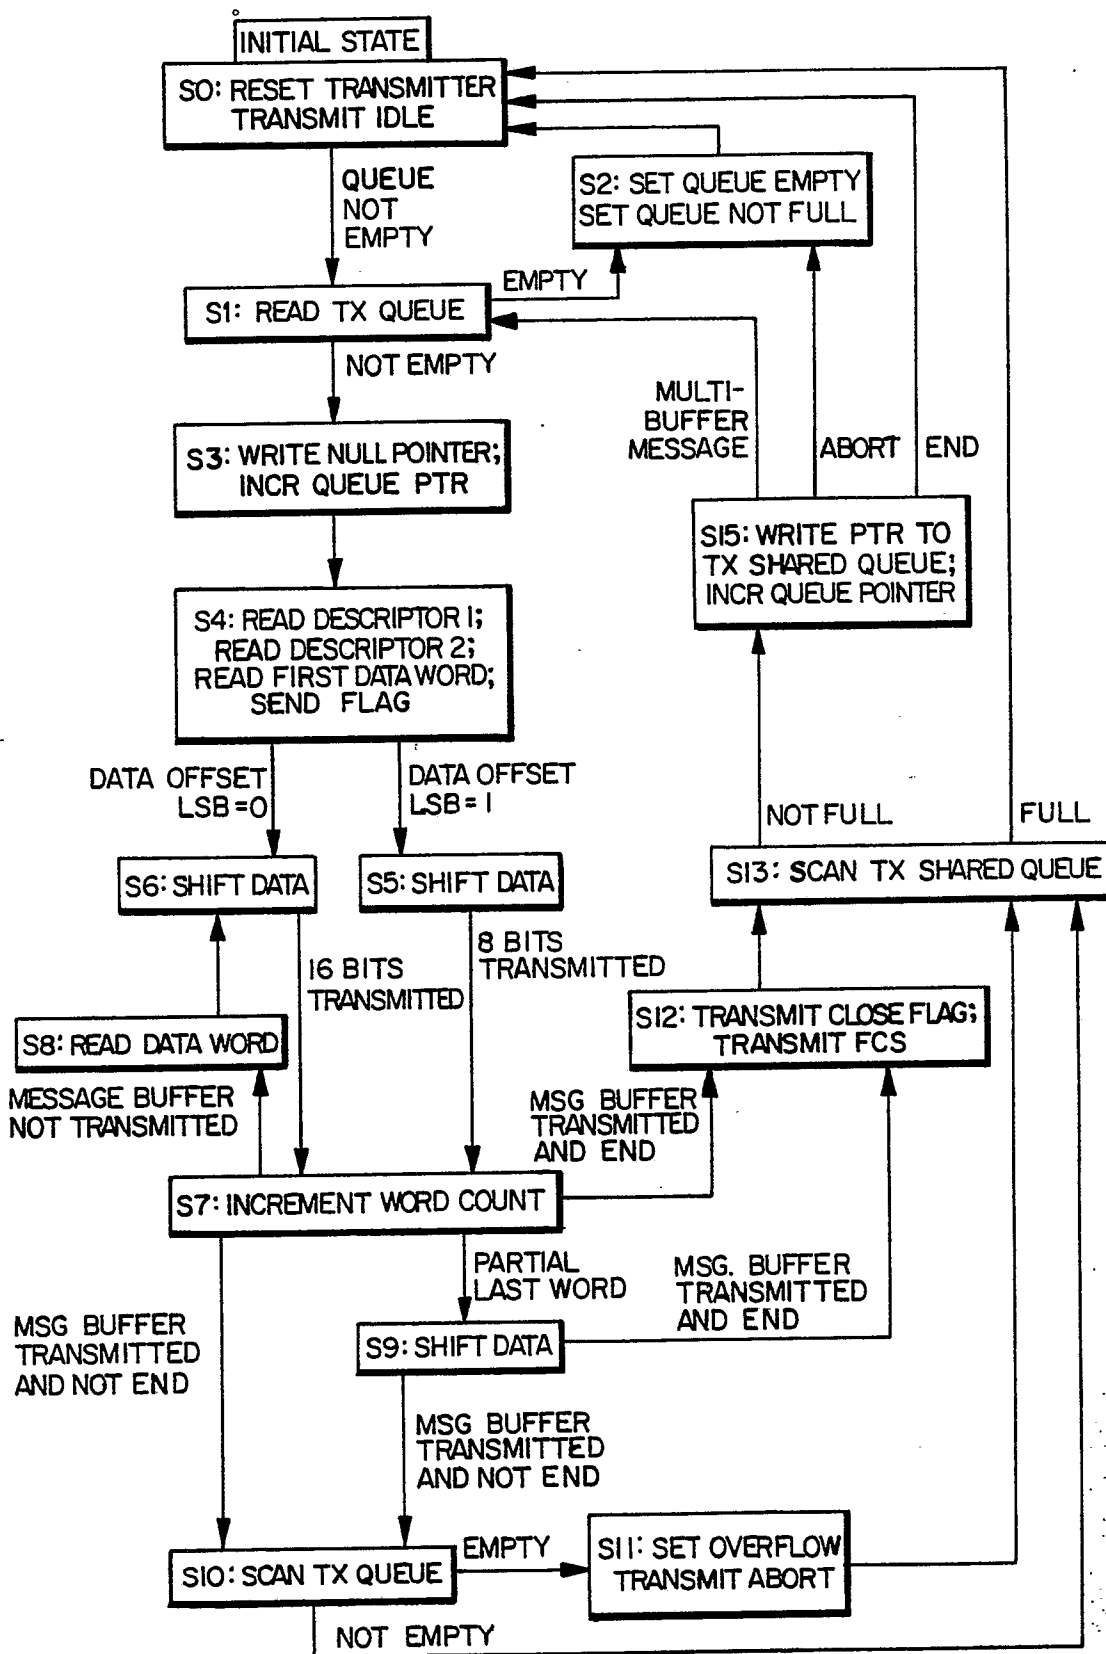 INITIAL STATE
S0: RESET TRANSMITTER
TRANSMIT IDLE
QUEUE
NOT
EMPTY
S2: SET QUEUE EMPTY
SET QUEUE NOT FULL
EMPTY
S1: READ TX QUEUE
NOT EMPTY
MULTI-
BUFFER
MESSAGE
ABORT
END
S3: WRITE NULL POINTER;
INCR QUEUE PTR
S15: WRITE PTR TO
TX SHARED QUEUE;
INCR QUEUE POINTER
S4: READ DESCRIPTOR 1;
READ DESCRIPTOR 2;
READ FIRST DATA WORD;
SEND FLAG
DATA OFFSET
LSB=0
DATA OFFSET
LSB=1
NOT FULL
FULL
S6: SHIFT DATA
S5: SHIFT DATA
S13: SCAN TX SHARED QUEUE
16 BITS
TRANSMITTED
8 BITS
TRANSMITTED
S8: READ DATA WORD
S12: TRANSMIT CLOSE FLAG;
TRANSMIT FCS
MESSAGE BUFFER
NOT TRANSMITTED
MSG BUFFER
TRANSMITTED
AND END
S7: INCREMENT WORD COUNT
PARTIAL
LAST WORD
MSG. BUFFER
TRANSMITTED
AND END
MSG BUFFER
TRANSMITTED
AND NOT END
S9: SHIFT DATA
MSG BUFFER
TRANSMITTED
AND NOT END
S10: SCAN TX QUEUE
EMPTY
S11: SET OVERFLOW
TRANSMIT ABORT
NOT EMPTY